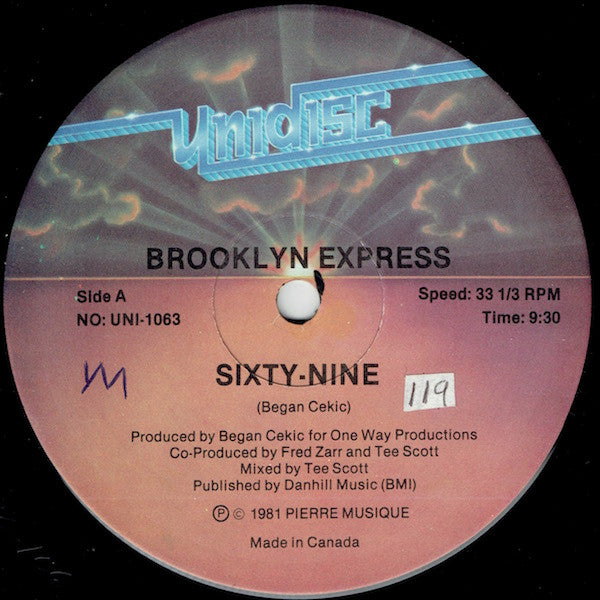 Unidisc
BROOKLYN EXPRESS
Side A
NO: UNI-1063
Speed: 33 1/3 RPM
Time: 9:30
SIXTY-NINE
119
(Began Cekic)
Produced by Began Cekic for One Way Productions
Co-Produced by Fred Zarr and Tee Scott
Mixed by Tee Scott
Published by Danhill Music (BMI)
Ⓟ © 1981 PIERRE MUSIQUE
Made in Canada